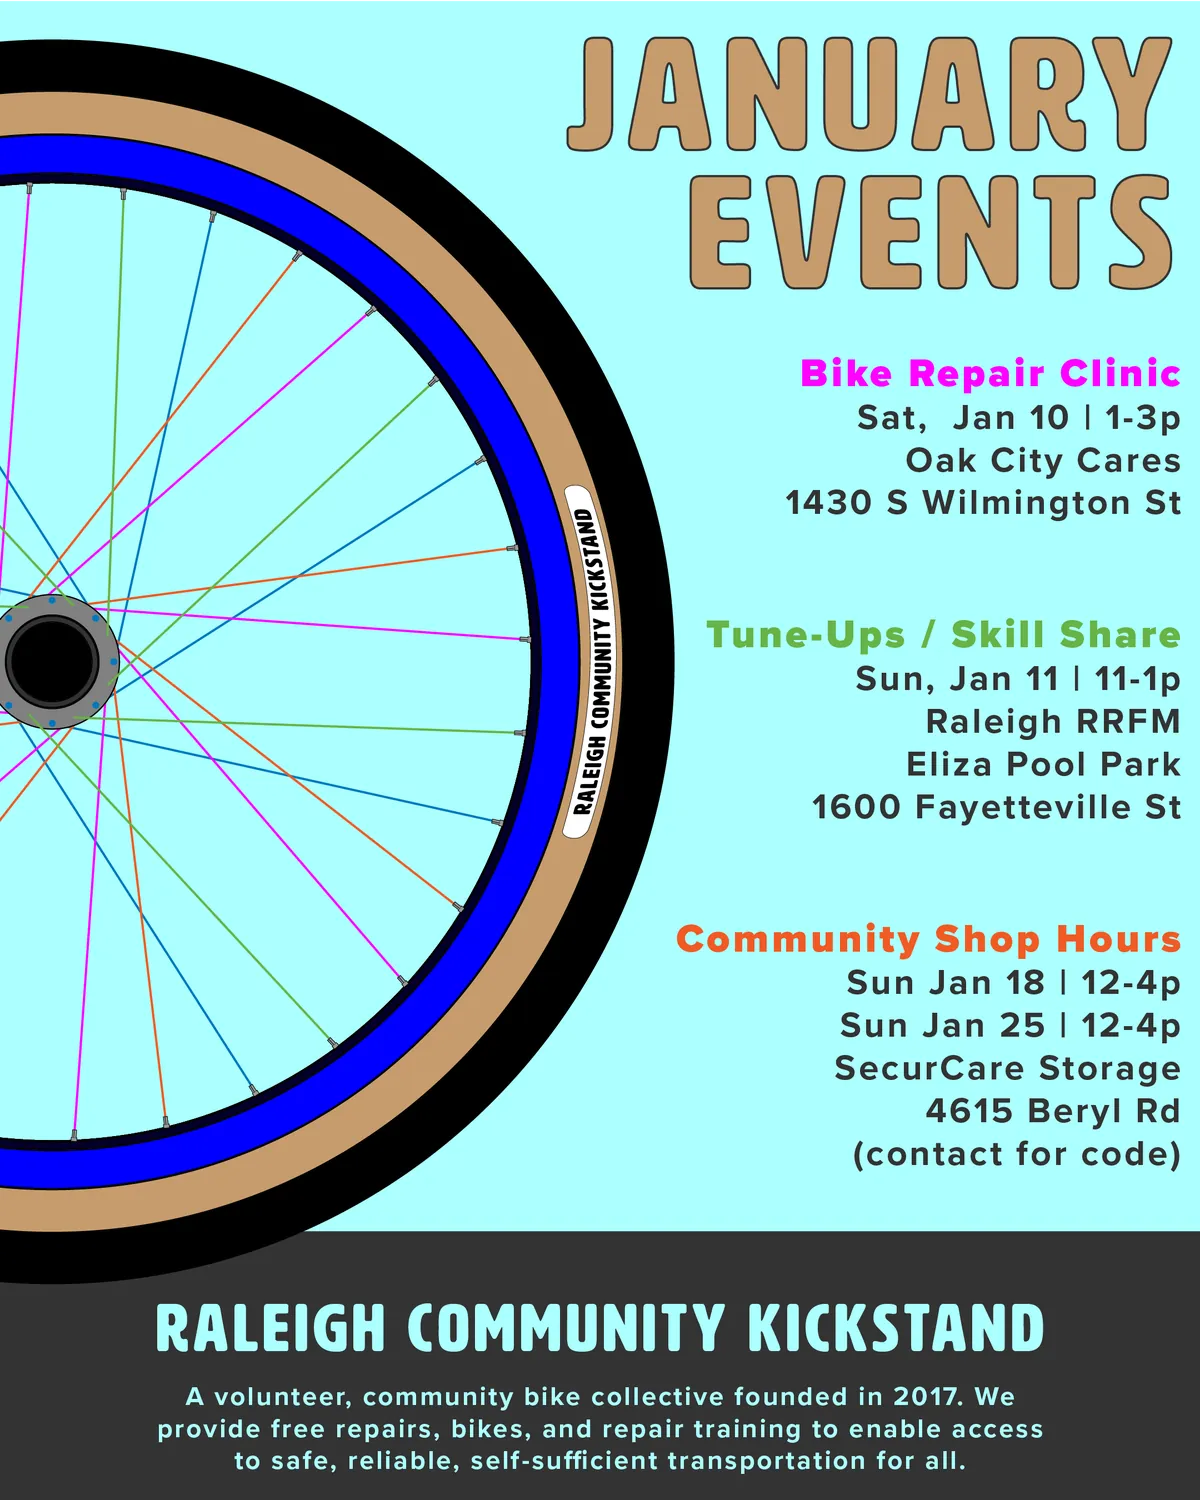 JANUARY
EVENTS
Bike Repair Clinic
Sat, Jan 10 | 1-3p
Oak City Cares
1430 S Wilmington St
Tune-Ups / Skill Share
Sun, Jan 11 | 11-1p
Raleigh RRFM
Eliza Pool Park
1600 Fayetteville St
Community Shop Hours
Sun Jan 18 | 12-4p
Sun Jan 25 | 12-4p
SecurCare Storage
4615 Beryl Rd
(contact for code)
RALEIGH COMMUNITY KICKSTAND
RALEIGH COMMUNITY KICKSTAND
A volunteer, community bike collective founded in 2017. We
provide free repairs, bikes, and repair training to enable access
to safe, reliable, self-sufficient transportation for all.